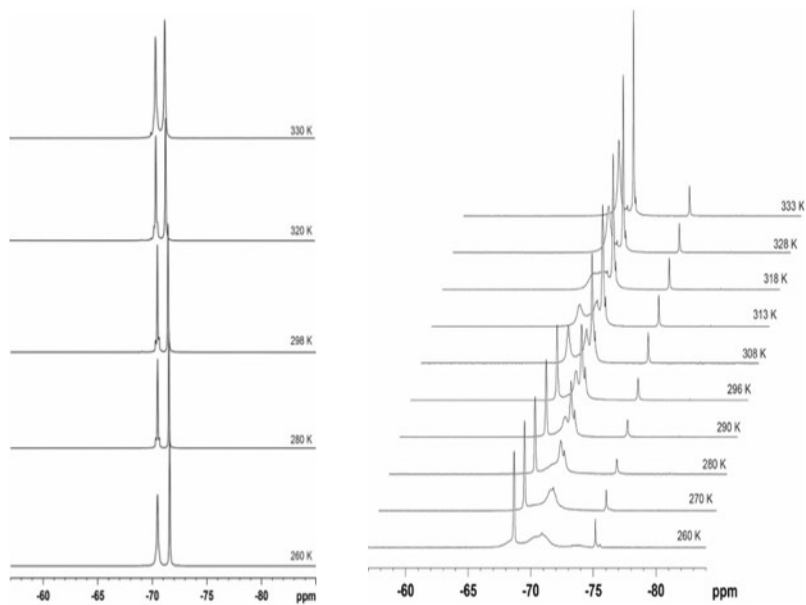 330 K
320 K
298 K
280 K
260 K
-60 -65 -70 -75 -80 ppm
333 K
328 K
318 K
313 K
308 K
296 K
290 K
280 K
270 K
260 K
-60 -65 -70 -75 -80 ppm